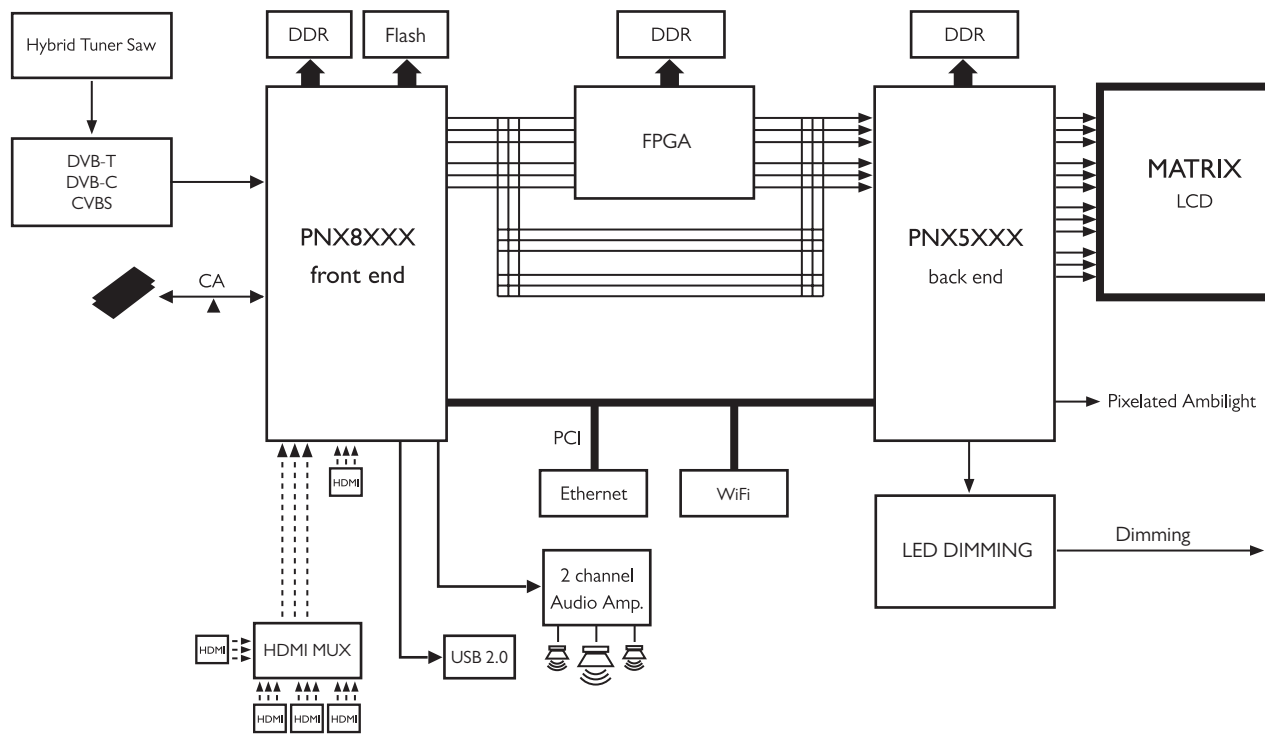 Hybrid Tuner Saw
DDR
Flash
DDR
DDR
DVB-T
DVB-C
CVBS
FPGA
MATRIX
LCD
PNX8XXX
front end
PNX5XXX
back end
CA
Pixelated Ambilight
PCI
HDMI
Ethernet
WiFi
LED DIMMING
Dimming
2 channel
Audio Amp.
HDMI
HDMI MUX
USB 2.0
HDMI
HDMI
HDMI